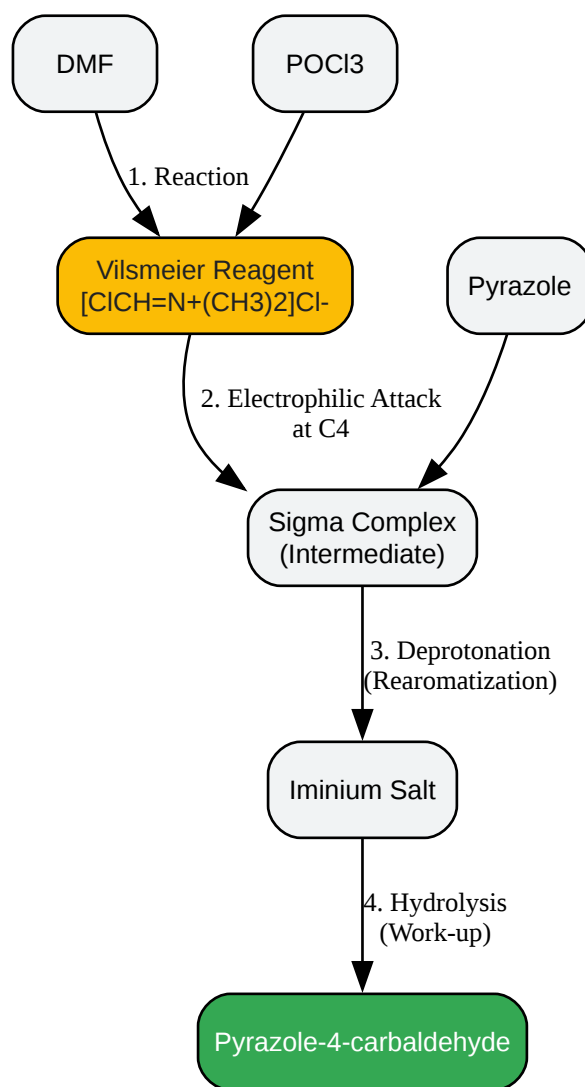 DMF
POCl3
1. Reaction
Vilsmeier Reagent
[ClCH=N+(CH3)2]Cl-
Pyrazole
2. Electrophilic Attack
at C4
Sigma Complex
(Intermediate)
3. Deprotonation
(Rearomatization)
Iminium Salt
4. Hydrolysis
(Work-up)
Pyrazole-4-carbaldehyde